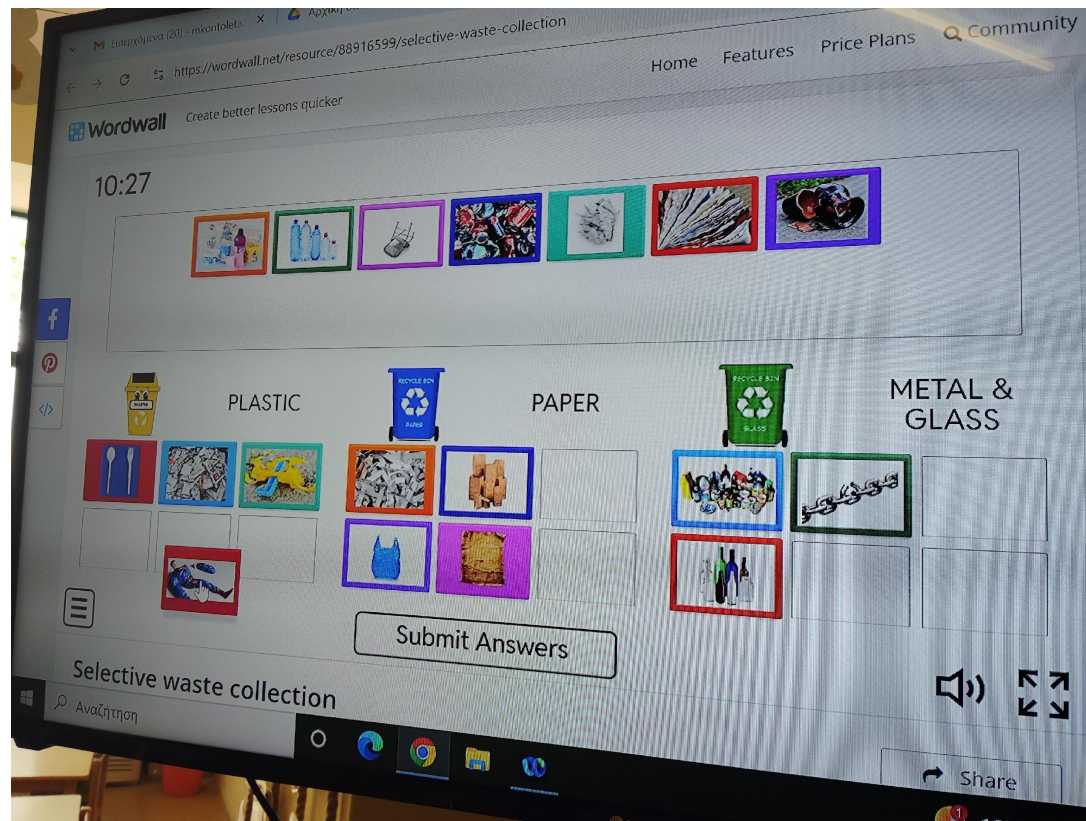 Εισερχόμενα (20) - mkontoleta
https://wordwall.net/resource/88916599/selective-waste-collection
Home Features Price Plans Community
Wordwall Create better lessons quicker
10:27
PLASTIC
RECYCLE BIN
PAPER
PAPER
RECYCLE BIN
GLASS
METAL &
GLASS
Submit Answers
Selective waste collection
Αναζήτηση
Share
1